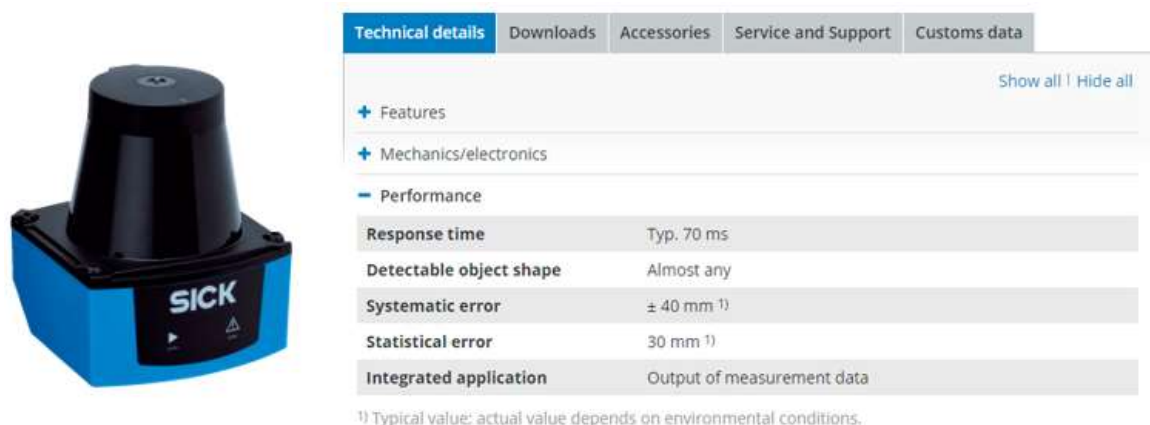 Technical details Downloads Accessories Service and Support Customs data
Show all | Hide all
+ Features
+ Mechanics/electronics
− Performance
Response time Typ. 70 ms
Detectable object shape Almost any
Systematic error ± 40 mm 1)
Statistical error 30 mm 1)
Integrated application Output of measurement data
1) Typical value; actual value depends on environmental conditions.
SICK